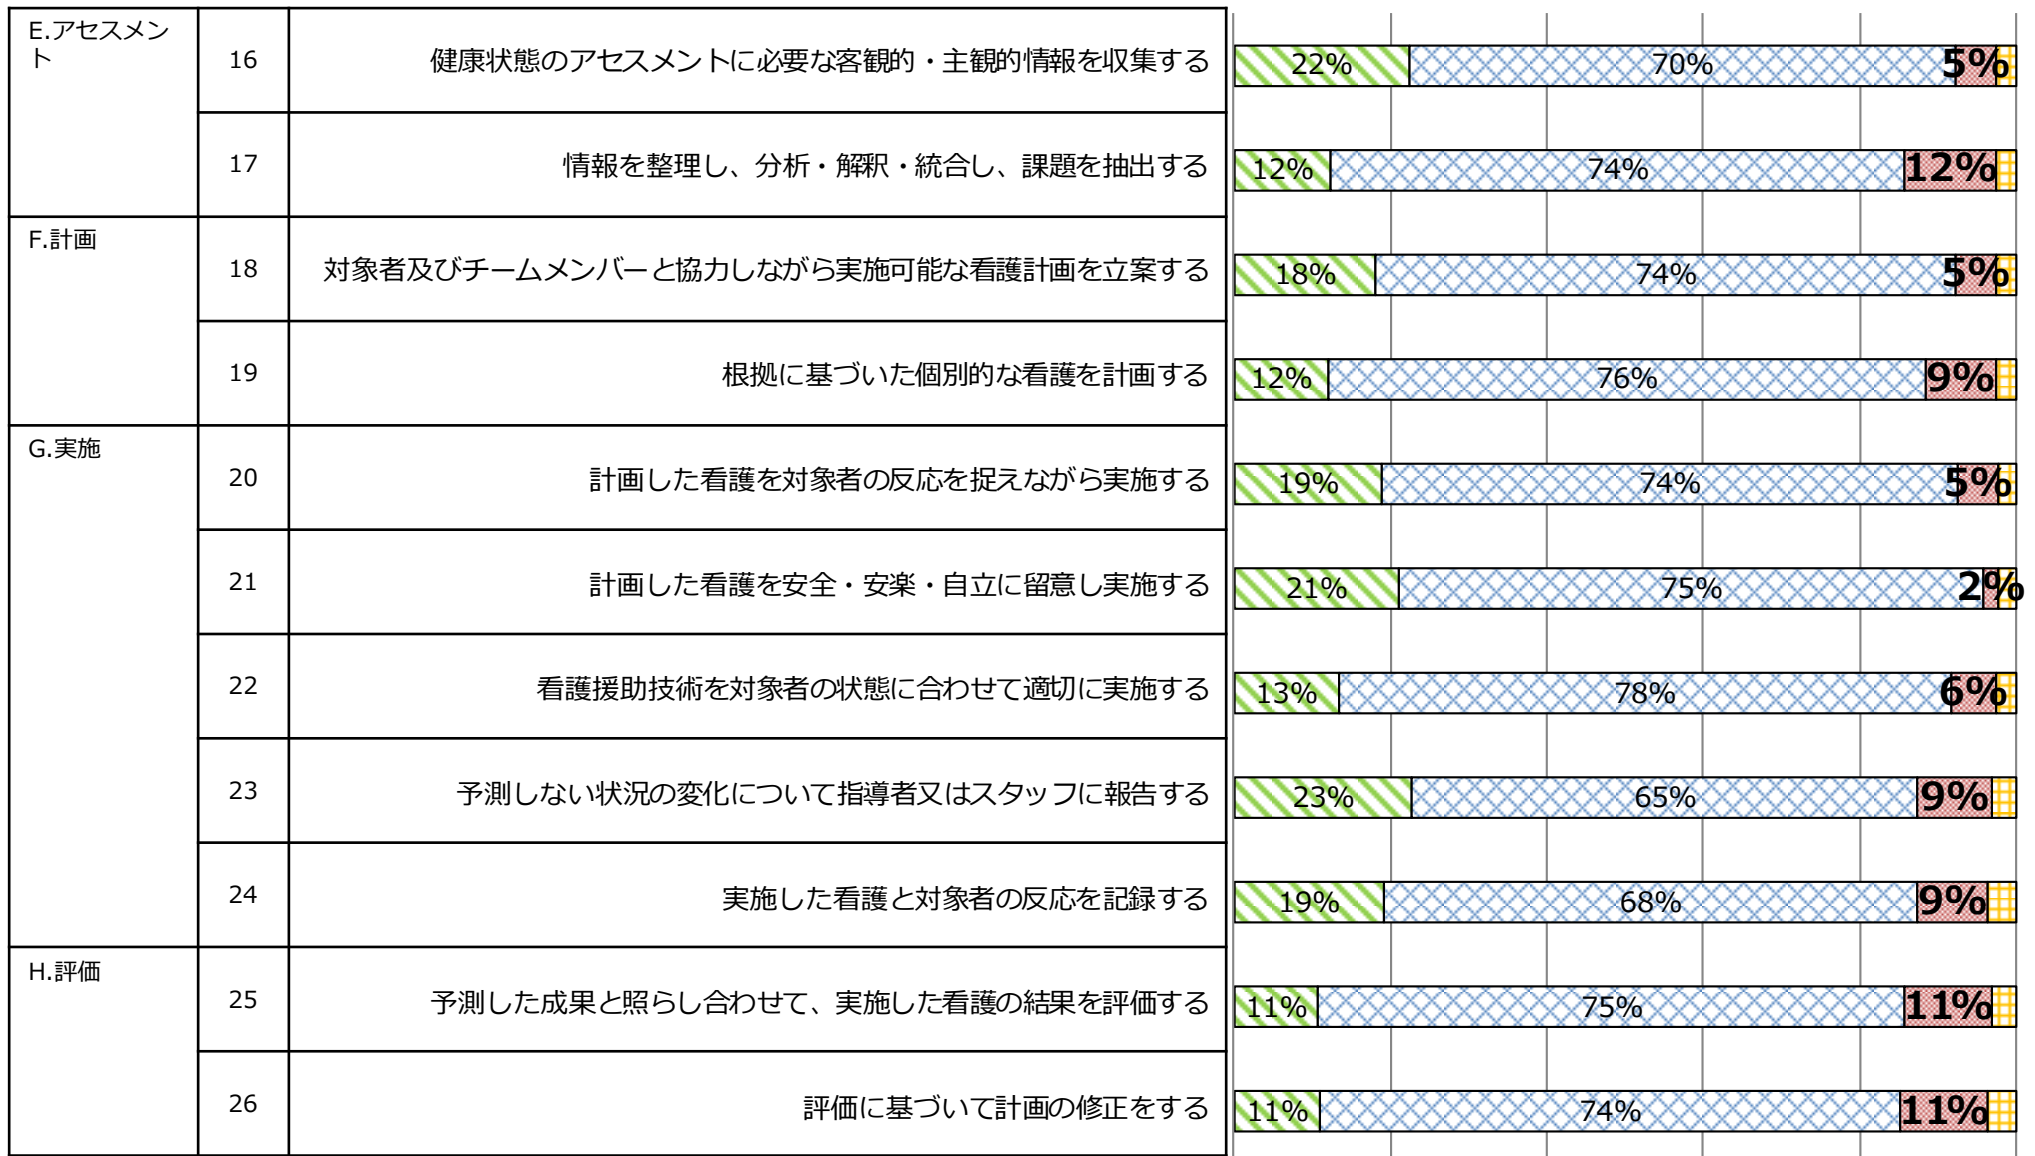 E.アセスメン
ト
16
健康状態のアセスメントに必要な客観的・主観的情報を収集する
22%
70%
5%
17
情報を整理し、分析・解釈・統合し、課題を抽出する
12%
74%
12%
F.計画
18
対象者及びチームメンバーと協力しながら実施可能な看護計画を立案する
18%
74%
5%
19
根拠に基づいた個別的な看護を計画する
12%
76%
9%
G.実施
20
計画した看護を対象者の反応を捉えながら実施する
19%
74%
5%
21
計画した看護を安全・安楽・自立に留意し実施する
21%
75%
2%
22
看護援助技術を対象者の状態に合わせて適切に実施する
13%
78%
6%
23
予測しない状況の変化について指導者又はスタッフに報告する
23%
65%
9%
24
実施した看護と対象者の反応を記録する
19%
68%
9%
H.評価
25
予測した成果と照らし合わせて、実施した看護の結果を評価する
11%
75%
11%
26
評価に基づいて計画の修正をする
11%
74%
11%